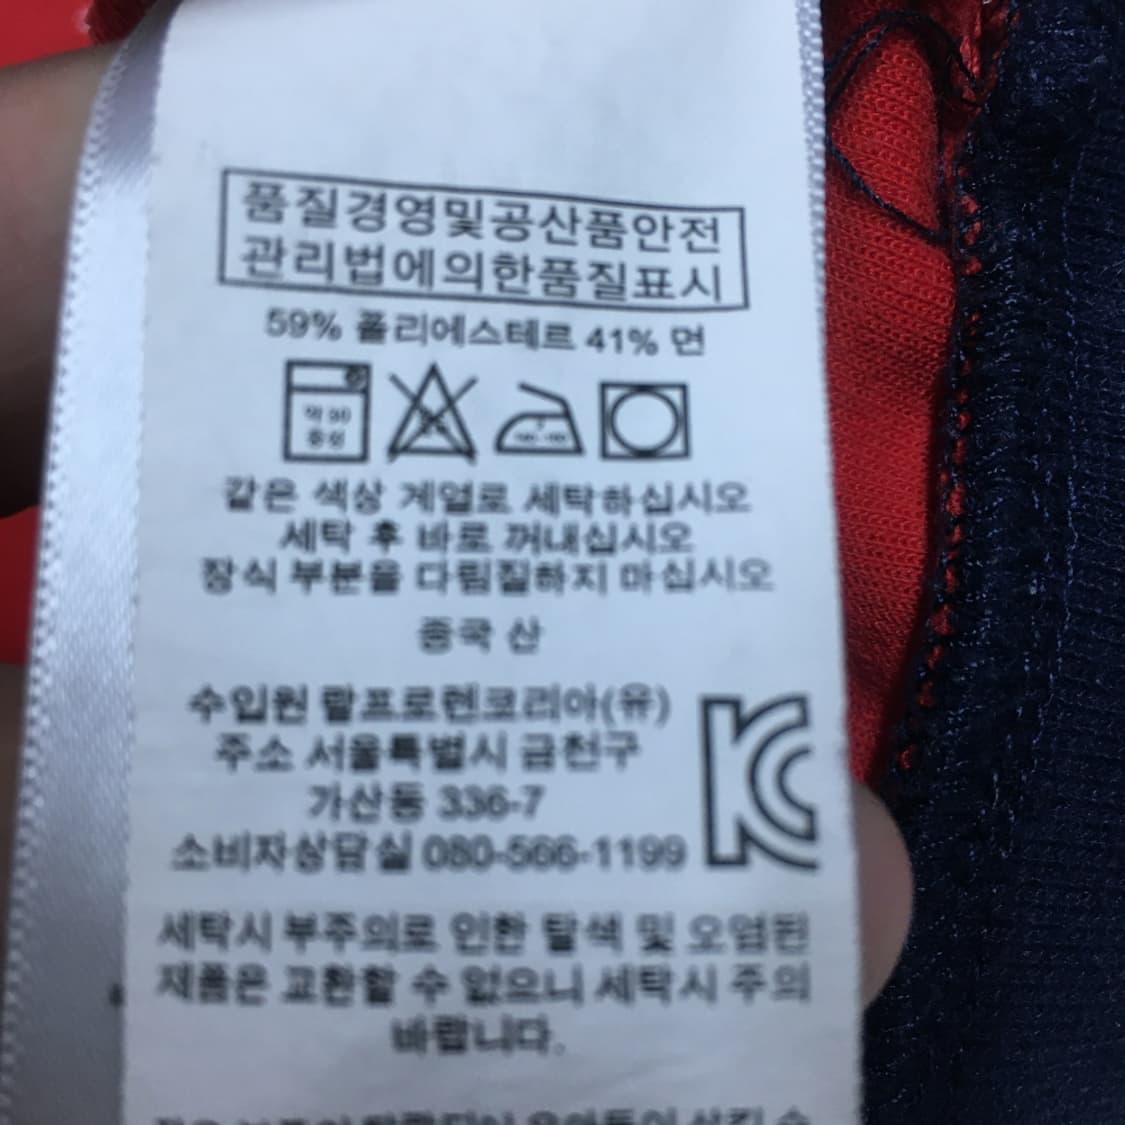 품질경영및공산품안전
관리법에의한품질표시
59% 폴리에스테르 41% 면
약 30
중성
같은 색상 계열로 세탁하십시오
세탁 후 바로 꺼내십시오
장식 부분을 다림질하지 마십시오
중국 산
수입원 랄프로렌코리아(유)
주소 서울특별시 금천구
가산동 336-7
소비자상담실 080-566-1199
세탁시 부주의로 인한 탈색 및 오염된
제품은 교환할 수 없으니 세탁시 주의
바랍니다.